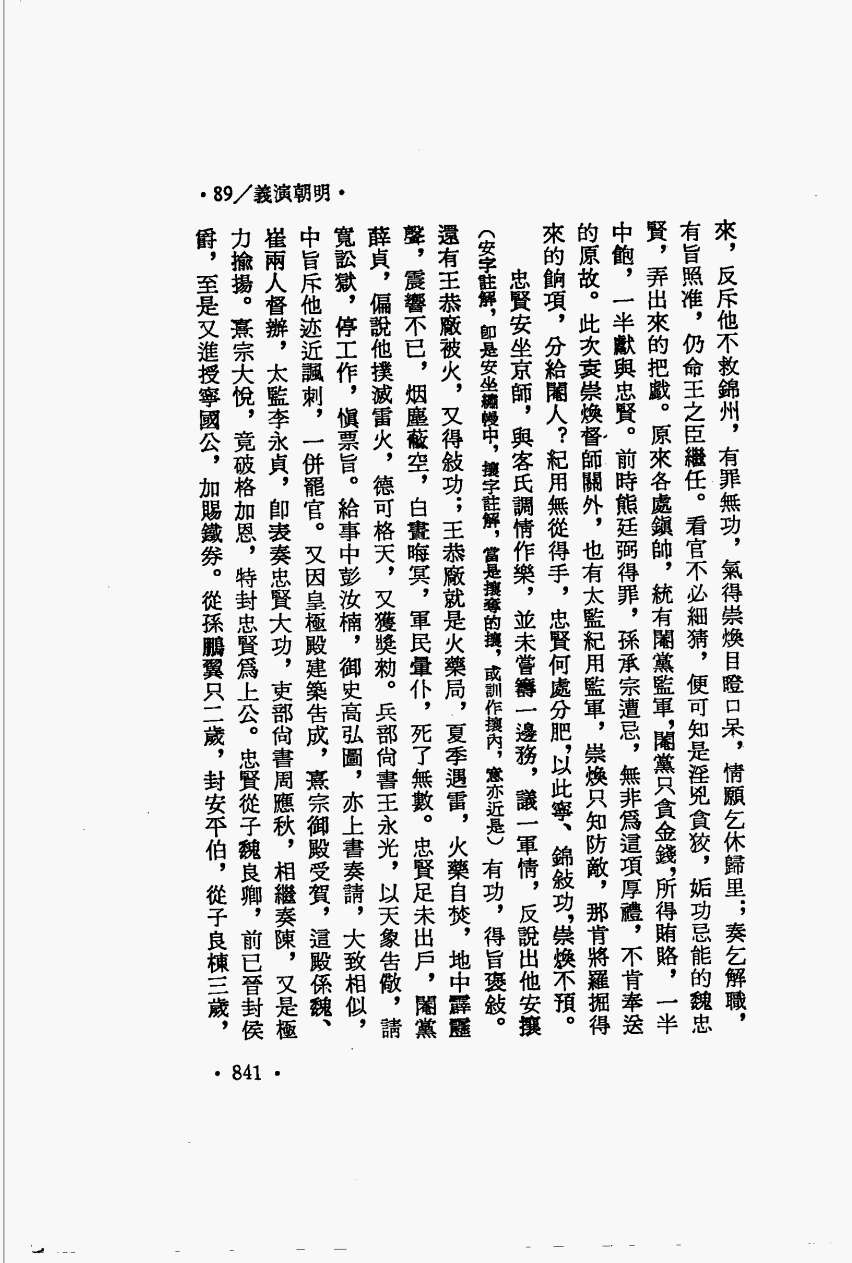 ·89／義演朝明·
來，反斥他不救錦州，有罪無功，氣得崇煥目瞪口呆，情願乞休歸里；奏乞解職，
有旨照准，仍命王之臣繼任。看官不必細猜，便可知是淫兇貪狡，妬功忌能的魏忠
賢，弄出來的把戲。原來各處鎭帥，統有閹黨監軍，閹黨只貪金錢，所得賄賂，一半
中飽，一半獻與忠賢。前時熊廷弼得罪，孫承宗遭忌，無非爲這項厚禮，不肯奉送
的原故。此次袁崇煥督師關外，也有太監紀用監軍，崇煥只知防敵，那肯將羅掘得
來的餉項，分給閹人？紀用無從得手，忠賢何處分肥，以此寧、錦敍功，崇煥不預。
忠賢安坐京師，與客氏調情作樂，並未嘗籌一邊務，議一軍情，反說出他安攘
（安字註解，卽是安坐繡幔中，攘字註解，當是攘奪的攘，或訓作攘內，意亦近是）有功，得旨褒敍。
還有王恭廠被火，又得敍功；王恭廠就是火藥局，夏季遇雷，火藥自焚，地中霹靂
聲，震響不已，烟塵蔽空，白晝晦冥，軍民暈仆，死了無數。忠賢足未出戶，閹黨
薛貞，偏說他撲滅雷火，德可格天，又獲奬勅。兵部尙書王永光，以天象吿儆，請
寬訟獄，停工作，愼票旨。給事中彭汝楠，御史高弘圖，亦上書奏請，大致相似，
中旨斥他迹近諷刺，一併罷官。又因皇極殿建築吿成，熹宗御殿受賀，這殿係魏、
崔兩人督辦，太監李永貞，卽表奏忠賢大功，吏部尙書周應秋，相繼奏陳，又是極
力揄揚。熹宗大悅，竟破格加恩，特封忠賢爲上公。忠賢從子魏良卿，前已晉封侯
爵，至是又進授寧國公，加賜鐵券。從孫鵬翼只二歲，封安平伯，從子良棟三歲，
·841·